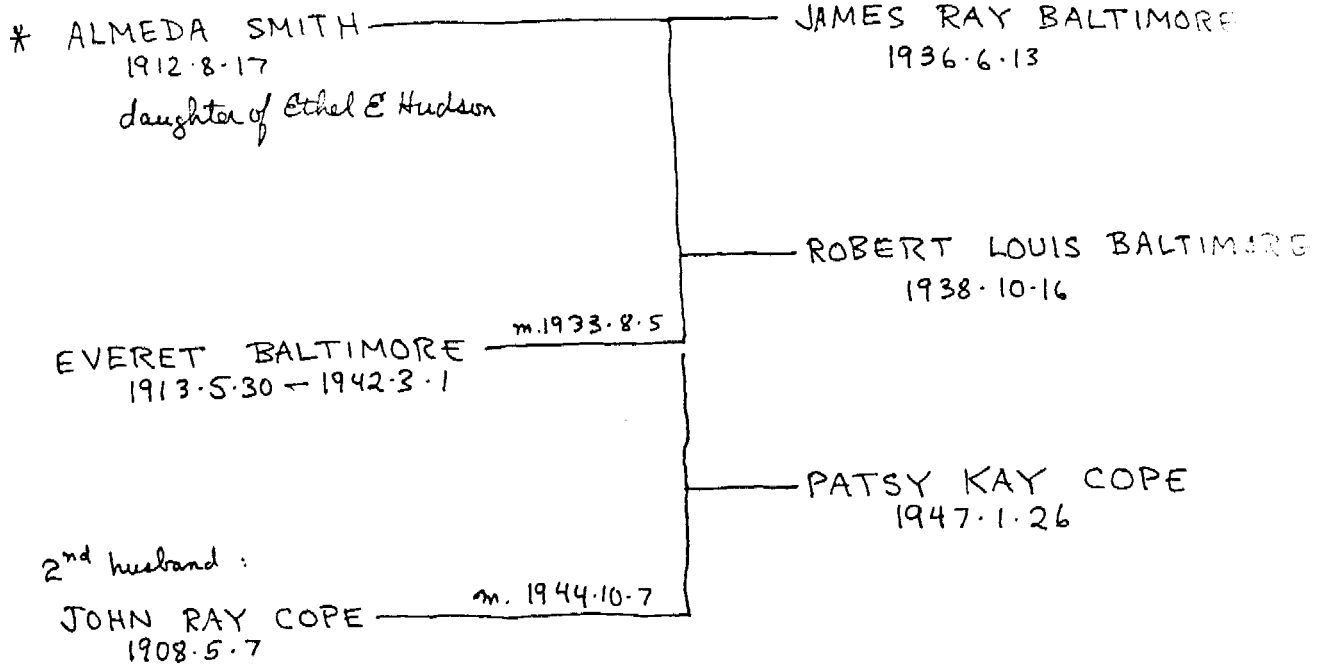 * ALMEDA SMITH
1912·8·17
daughter of Ethel E Hudson
JAMES RAY BALTIMORE
1936·6·13
ROBERT LOUIS BALTIMORE
1938·10·16
m. 1933·8·5
EVERET BALTIMORE
1913·5·30 - 1942·3·1
PATSY KAY COPE
1947·1·26
2nd husband:
m. 1944·10·7
JOHN RAY COPE
1908·5·7